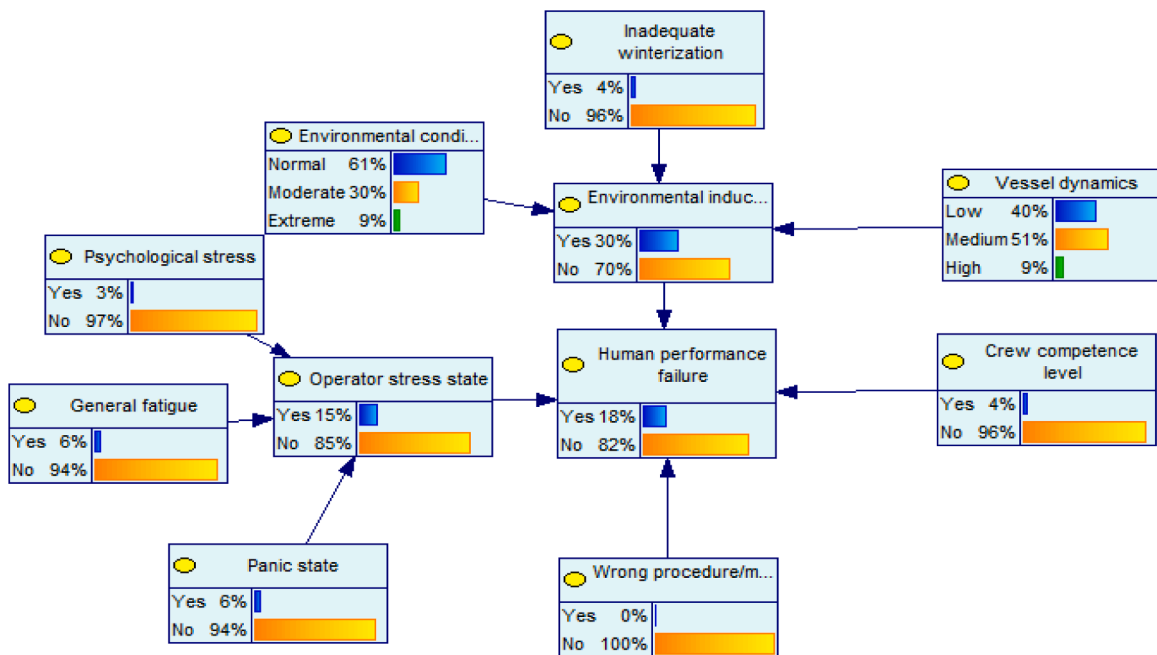 Inadequate
winterization
Yes 4%
No 96%
Environmental condi...
Normal 61%
Moderate 30%
Extreme 9%
Environmental induc...
Yes 30%
No 70%
Vessel dynamics
Low 40%
Medium 51%
High 9%
Psychological stress
Yes 3%
No 97%
Operator stress state
Yes 15%
No 85%
Human performance
failure
Yes 18%
No 82%
Crew competence
level
Yes 4%
No 96%
General fatigue
Yes 6%
No 94%
Panic state
Yes 6%
No 94%
Wrong procedure/m...
Yes 0%
No 100%